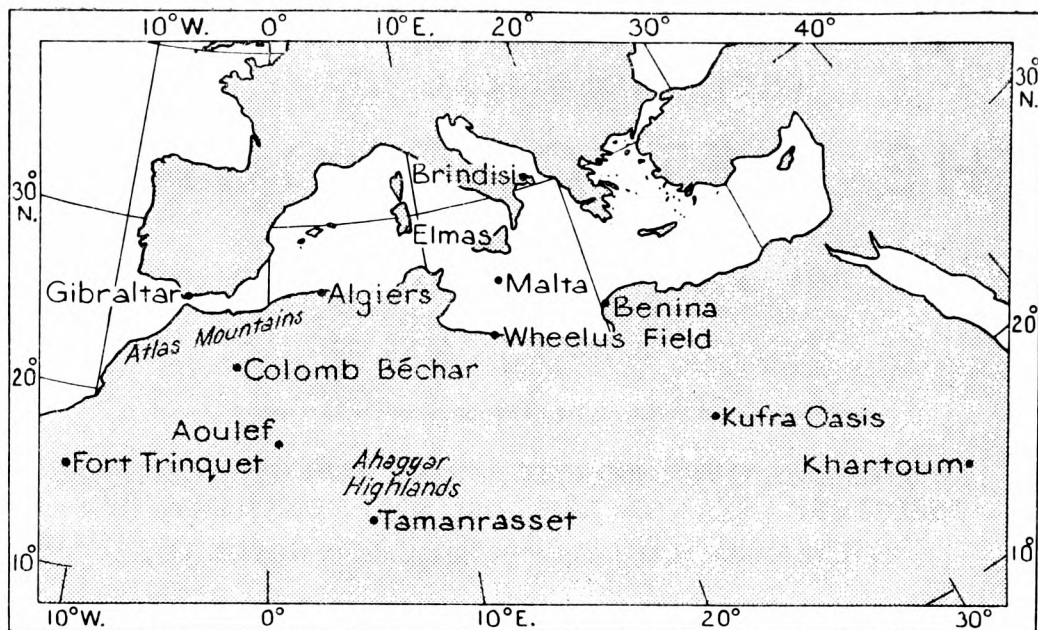 10°W. 0° 10°E. 20° 30° 40°
30°
N.
30°
N.
Brindisi
Elmas
Gibraltar
Algiers
Malta
Benina
Atlas Mountains
Wheelus Field
20°
20°
Colomb Béchar
Kufra Oasis
Aoulef
Fort Trinquet
Ahaggar
Highlands
Khartoum
Tamanrasset
10°
10°
10°W. 0° 10°E. 20° 30°